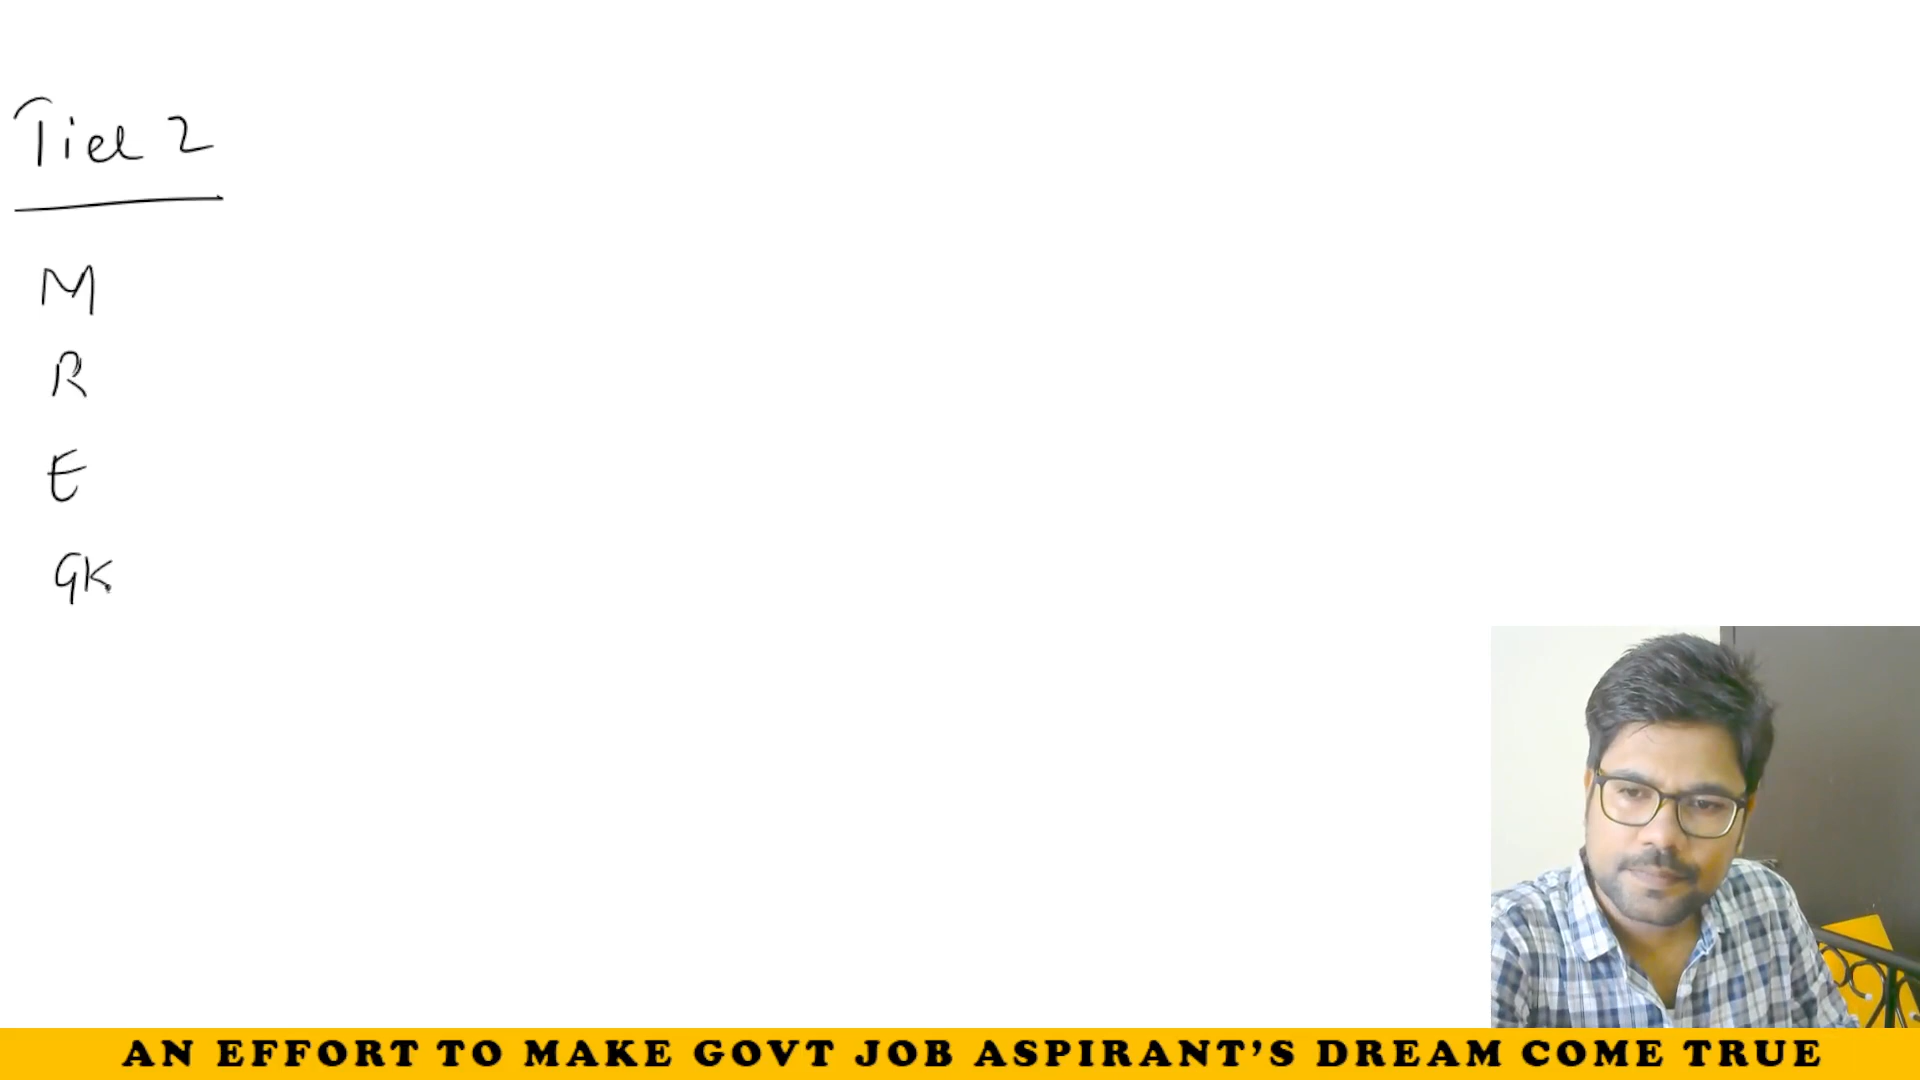 Tier 2
M
R
E
GK
AN EFFORT TO MAKE GOVT JOB ASPIRANT'S DREAM COME TRUE